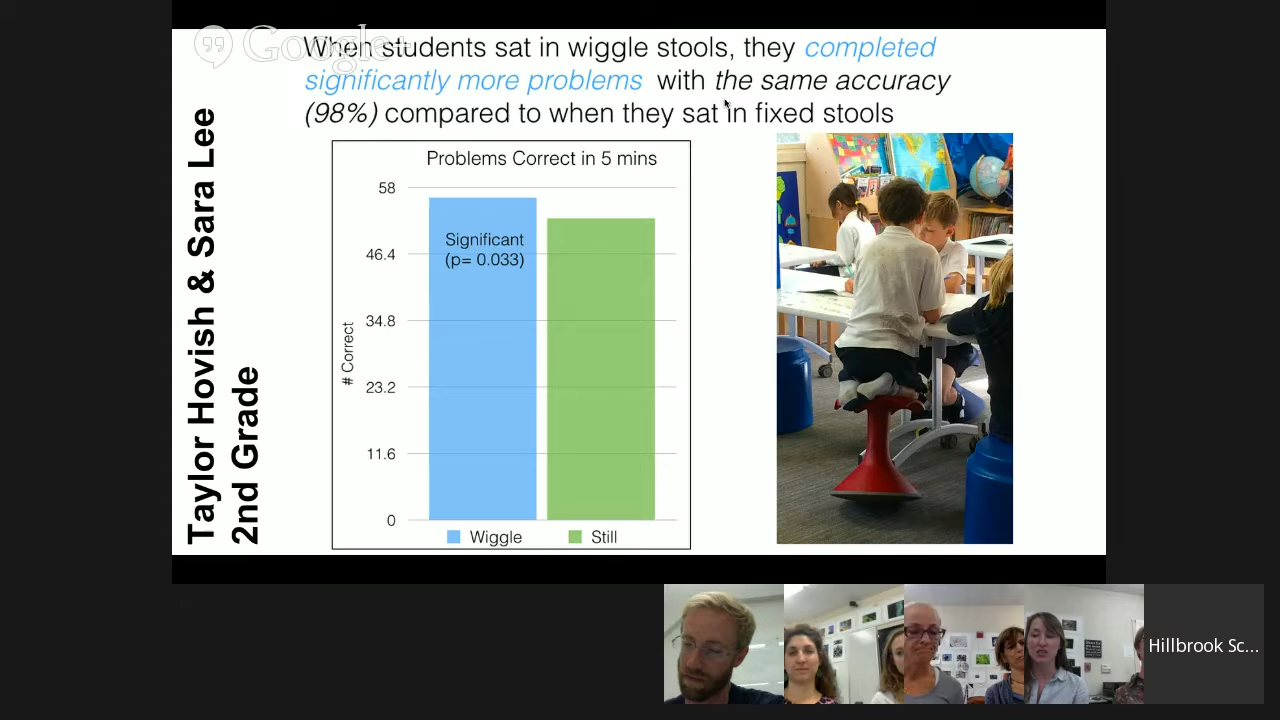 Google+
When students sat in wiggle stools, they completed
significantly more problems with the same accuracy
(98%) compared to when they sat in fixed stools
Taylor Hovish & Sara Lee
2nd Grade
Problems Correct in 5 mins
58
46.4
34.8
23.2
11.6
0
# Correct
Significant
(p= 0.033)
Wiggle
Still
Hillbrook Sc...